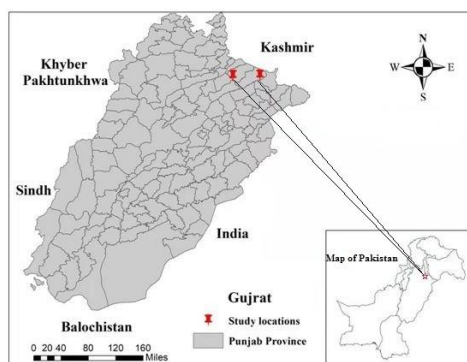 Khyber
Pakhtunkhwa
Kashmir
N
W
E
S
Sindh
India
Map of Pakistan
Gujrat
Study locations
Punjab Province
Balochistan
0 20 40 80 120 160
Miles